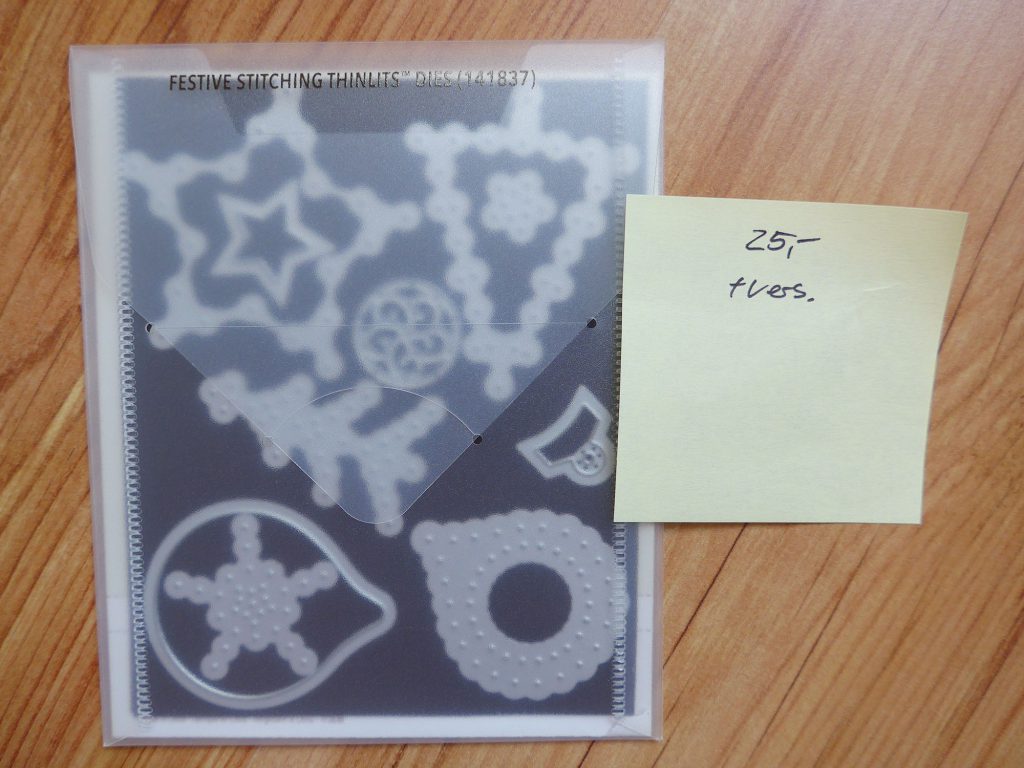 FESTIVE STITCHING THINLITS™ DIES (141837)
25,-
+Vers.